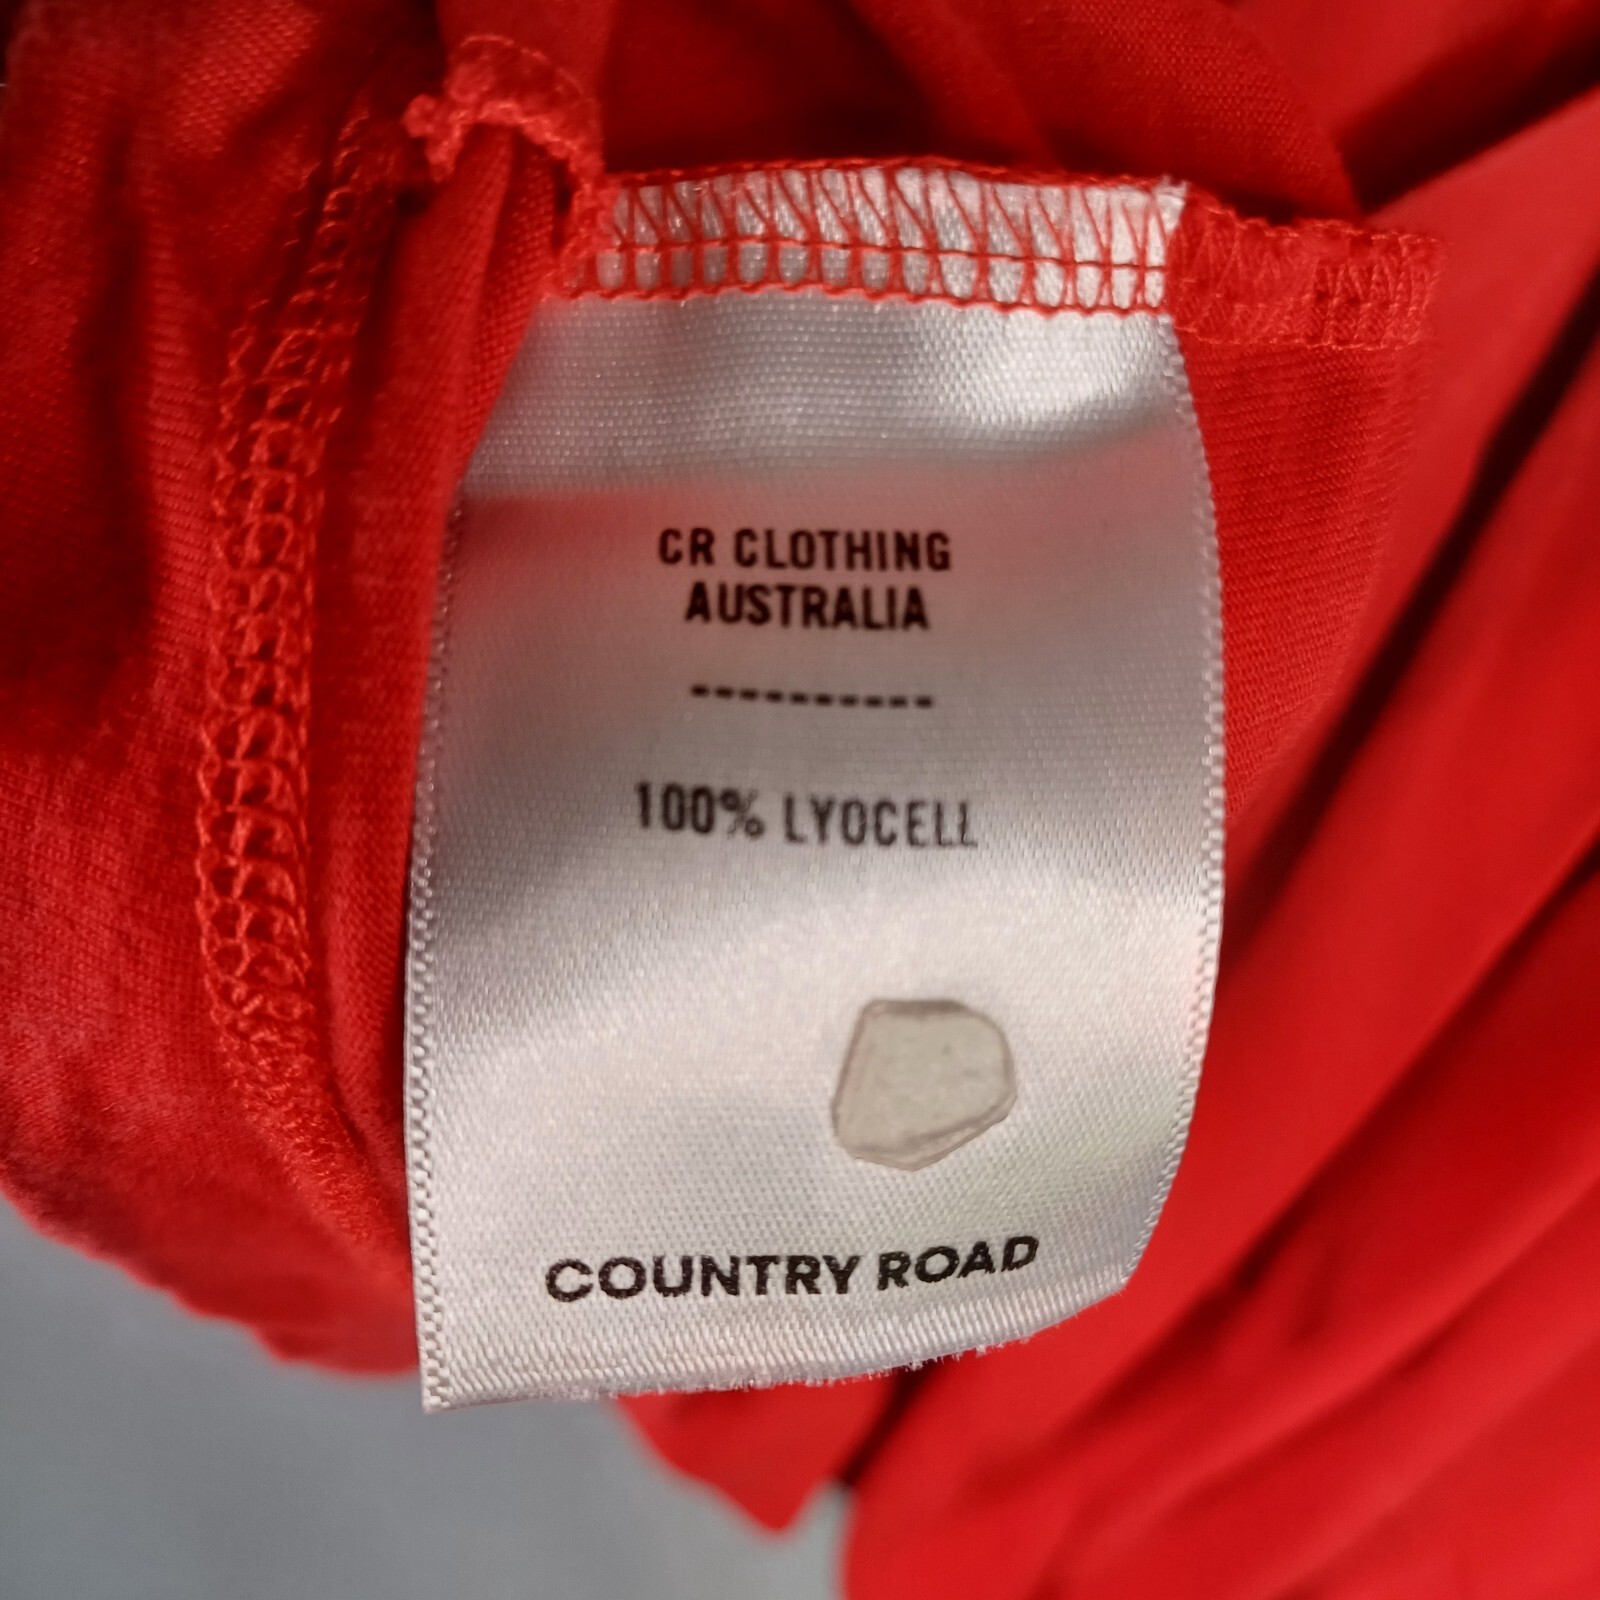 CR CLOTHING
AUSTRALIA
----------
100% LYOCELL
COUNTRY ROAD